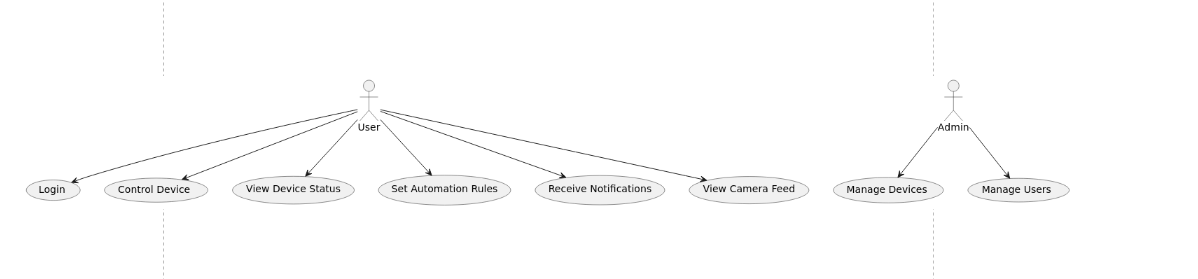 User
Admin
Login
Control Device
View Device Status
Set Automation Rules
Receive Notifications
View Camera Feed
Manage Devices
Manage Users